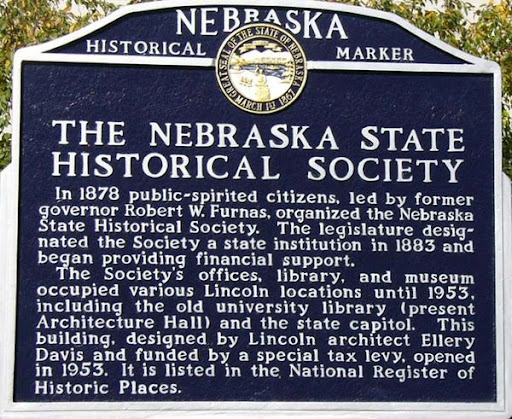 NEBRASKA
HISTORICAL MARKER
GREAT SEAL OF THE STATE OF NEBRASKA
MARCH 1ST 1867
THE NEBRASKA STATE
HISTORICAL SOCIETY
In 1878 public-spirited citizens, led by former
governor Robert W. Furnas, organized the Nebraska
State Historical Society. The legislature desig-
nated the Society a state institution in 1883 and
began providing financial support.
The Society's offices, library, and museum
occupied various Lincoln locations until 1953,
including the old university library (present
Architecture Hall) and the state capitol. This
building, designed by Lincoln architect Ellery
Davis and funded by a special tax levy, opened
in 1953. It is listed in the National Register of
Historic Places.